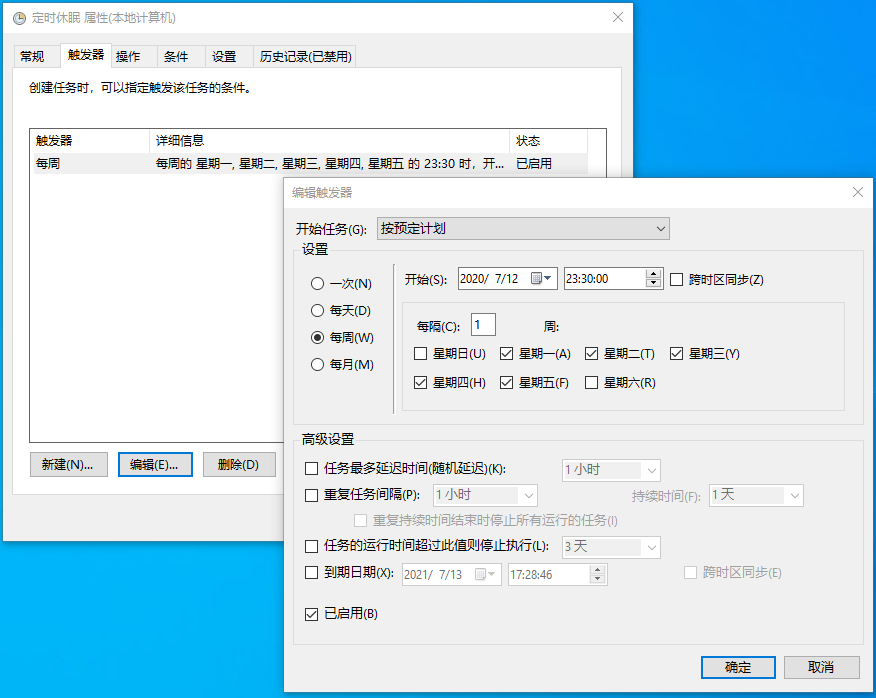 定时休眠 属性(本地计算机)
常规 触发器 操作 条件 设置 历史记录(已禁用)
创建任务时，可以指定触发该任务的条件。
触发器 详细信息 状态
每周 每周的 星期一, 星期二, 星期三, 星期四, 星期五 的 23:30 时，开... 已启用
新建(N)... 编辑(E)... 删除(D)
编辑触发器
开始任务(G): 按预定计划
设置
一次(N)
每天(D)
每周(W)
每月(M)
开始(S): 2020/ 7/12 23:30:00 跨时区同步(Z)
每隔(C): 1 周:
星期日(U) 星期一(A) 星期二(T) 星期三(Y)
星期四(H) 星期五(F) 星期六(R)
高级设置
任务最多延迟时间(随机延迟)(K): 1 小时
重复任务间隔(P): 1 小时 持续时间(F): 1 天
重复持续时间结束时停止所有运行的任务(I)
任务的运行时间超过此值则停止执行(L): 3 天
到期日期(X): 2021/ 7/13 17:28:46 跨时区同步(E)
已启用(B)
确定 取消